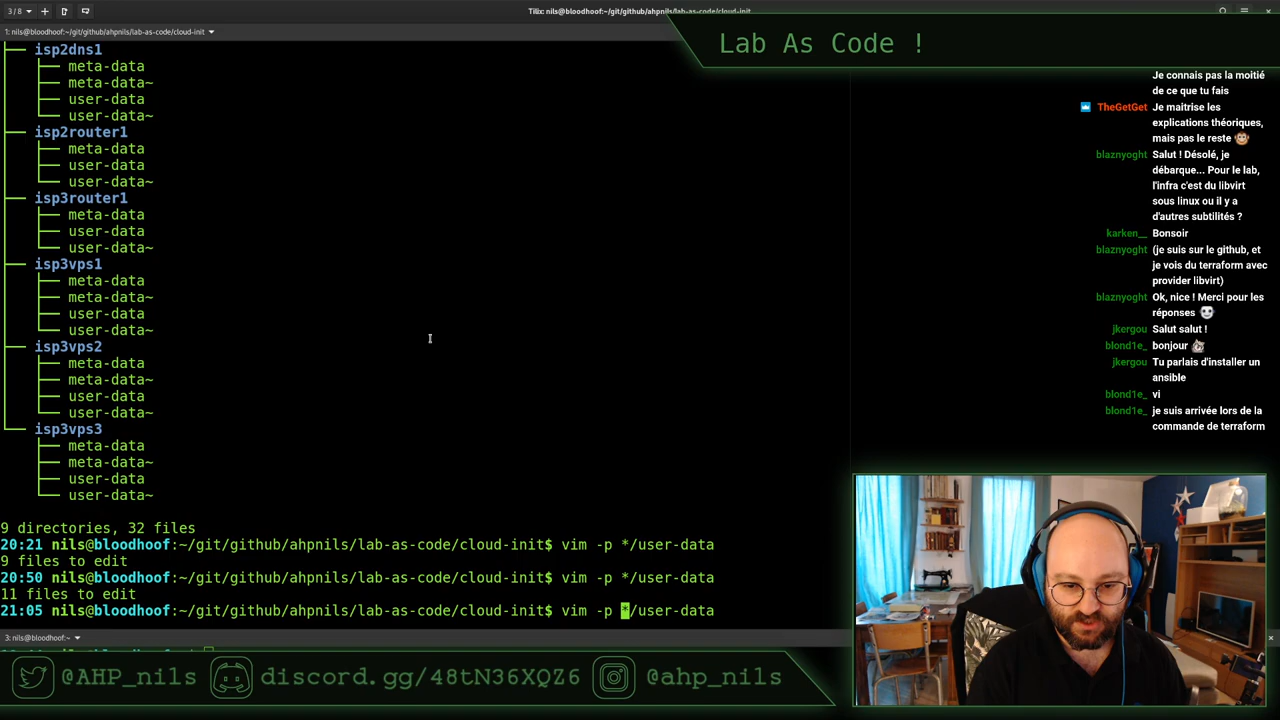 3 / 8
Tilix: nils@bloodhoof:~/git/github/ahpnils/lab-as-code/cloud-init
1: nils@bloodhoof:~/git/github/ahpnils/lab-as-code/cloud-init
Lab As Code !
isp2dns1
meta-data
meta-data~
user-data
user-data~
isp2router1
meta-data
user-data
user-data~
isp3router1
meta-data
user-data
user-data~
isp3vps1
meta-data
meta-data~
user-data
user-data~
isp3vps2
meta-data
meta-data~
user-data
user-data~
isp3vps3
meta-data
meta-data~
user-data
user-data~
9 directories, 32 files
20:21 nils@bloodhoof:~/git/github/ahpnils/lab-as-code/cloud-init$ vim -p */user-data
9 files to edit
20:50 nils@bloodhoof:~/git/github/ahpnils/lab-as-code/cloud-init$ vim -p */user-data
11 files to edit
21:05 nils@bloodhoof:~/git/github/ahpnils/lab-as-code/cloud-init$ vim -p */user-data
3: nils@bloodhoof:~
Je connais pas la moitié
de ce que tu fais
TheGetGet Je maitrise les
explications théoriques,
mais pas le reste
blaznyoght Salut ! Désolé, je
débarque... Pour le lab,
l'infra c'est du libvirt
sous linux ou il y a
d'autres subtilités ?
karken__ Bonsoir
blaznyoght (je suis sur le github, et
je vois du terraform avec
provider libvirt)
blaznyoght Ok, nice ! Merci pour les
réponses
jkergou Salut salut !
blond1e_ bonjour
jkergou Tu parlais d'installer un
ansible
blond1e_ vi
blond1e_ je suis arrivée lors de la
commande de terraform
@AHP_nils discord.gg/48tN36XQZ6 @ahp_nils